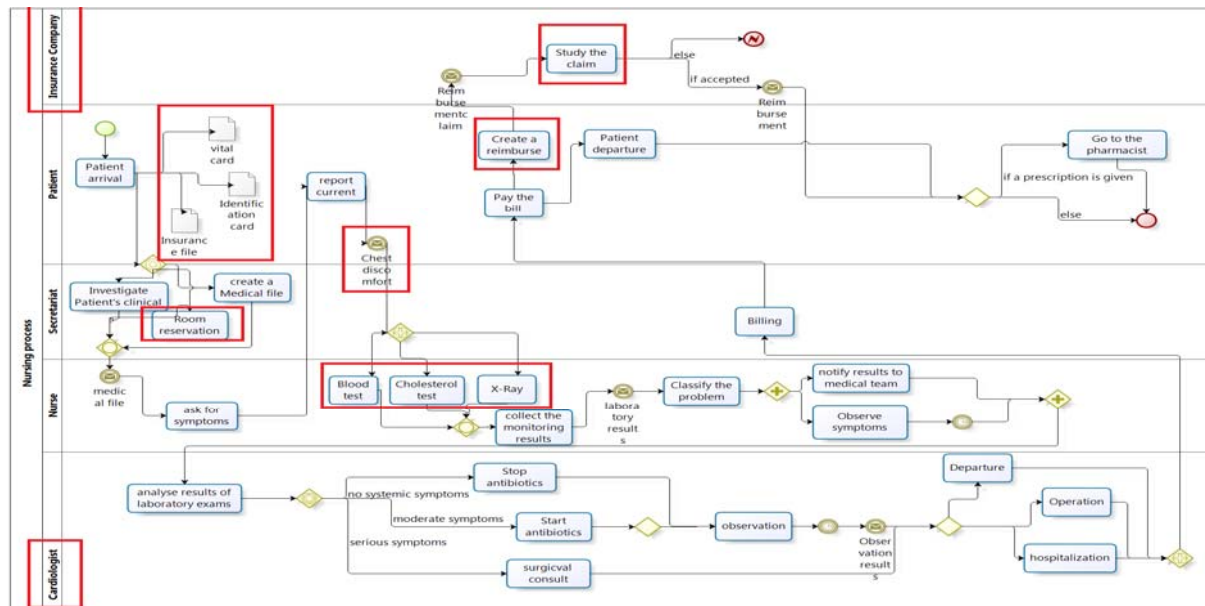 Nursing process
Insurance Company
Study the
claim
else
if accepted
Reim
burse
mentc
laim
Reim
burse
ment
Patient
Patient
arrival
vital
card
Identific
ation
card
Insuranc
e file
report
current
Create a
reimburse
Patient
departure
Pay the
bill
Go to the
pharmacist
if a prescription is given
else
Chest
disco
mfort
Secretariat
Investigate
Patient's clinical
create a
Medical file
Room
reservation
Billing
Nurse
medic
al file
ask for
symptoms
Blood
test
Cholesterol
test
X-Ray
collect the
monitoring
results
labora
tory
result
s
Classify the
problem
notify results to
medical team
Observe
symptoms
Cardiologist
analyse results of
laboratory exams
no systemic symptoms
moderate symptoms
serious symptoms
Stop
antibiotics
Start
antibiotics
surgicval
consult
observation
Obser
vation
result
s
Departure
Operation
hospitalization